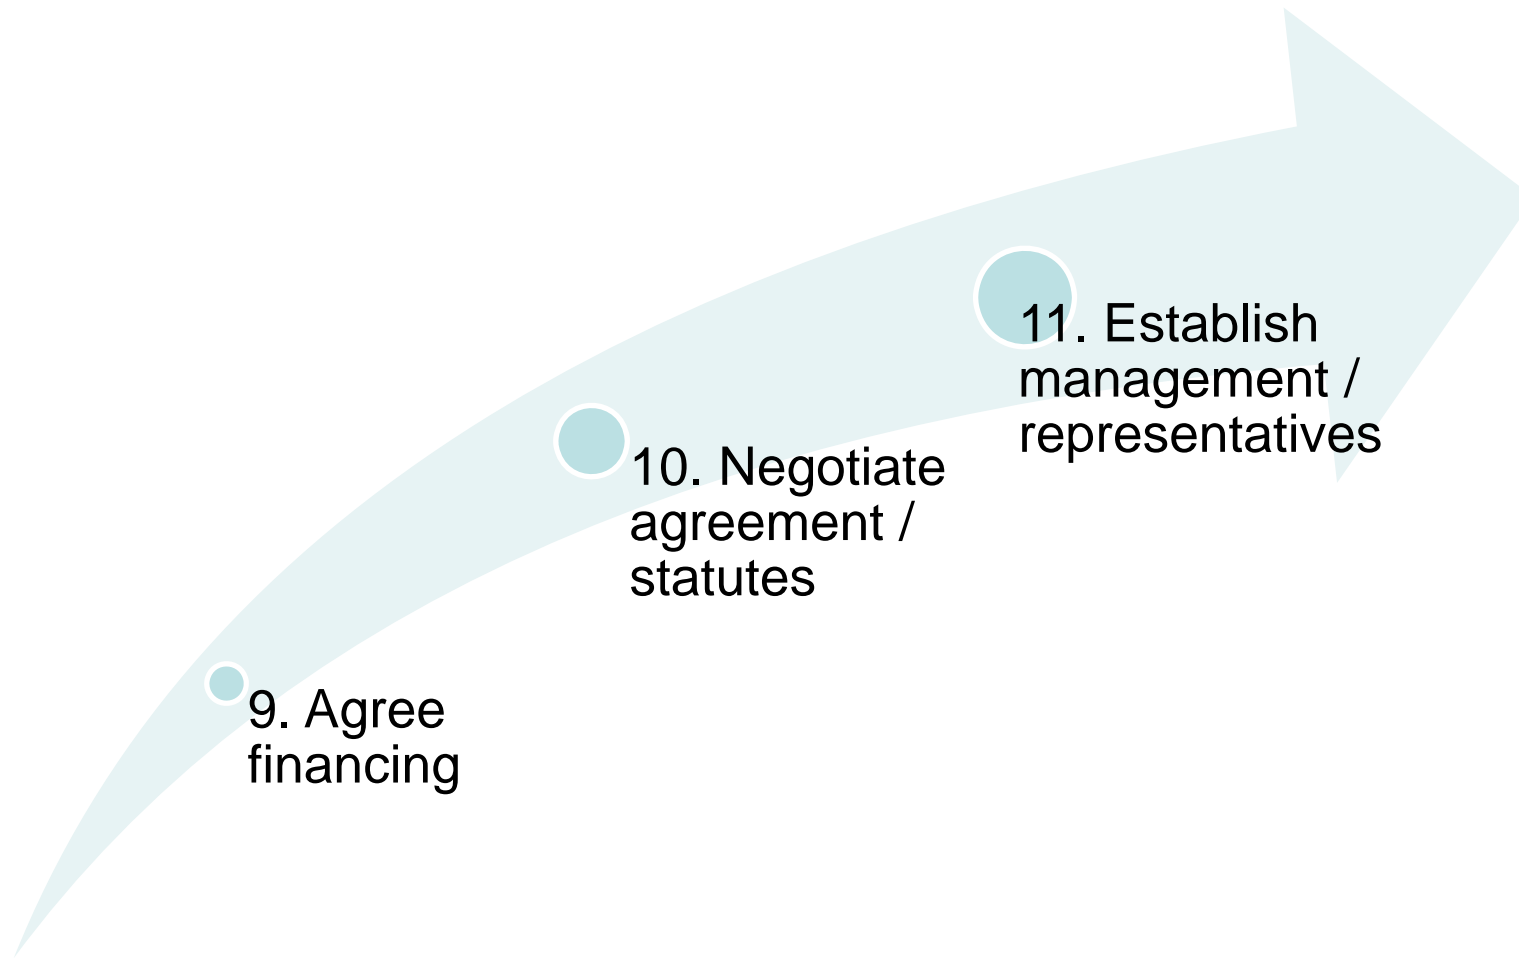 11. Establish
management /
representatives
10. Negotiate
agreement /
statutes
9. Agree
financing